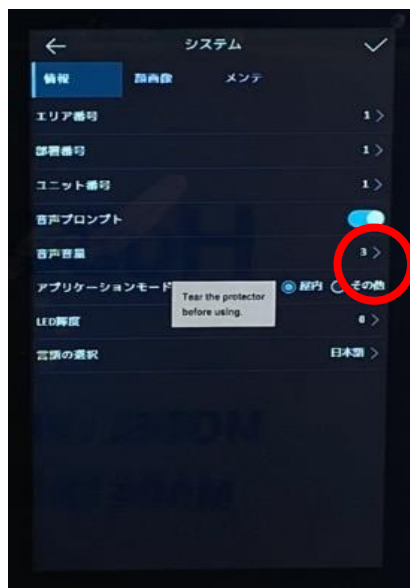 システム
情報 顔画像 メンテ
エリア番号 1
部署番号 1
ユニット番号 1
音声プロンプト
音声音量 3
アプリケーションモード 屋内 その他
Tear the protector
before using.
LED輝度 0
言語の選択 日本語